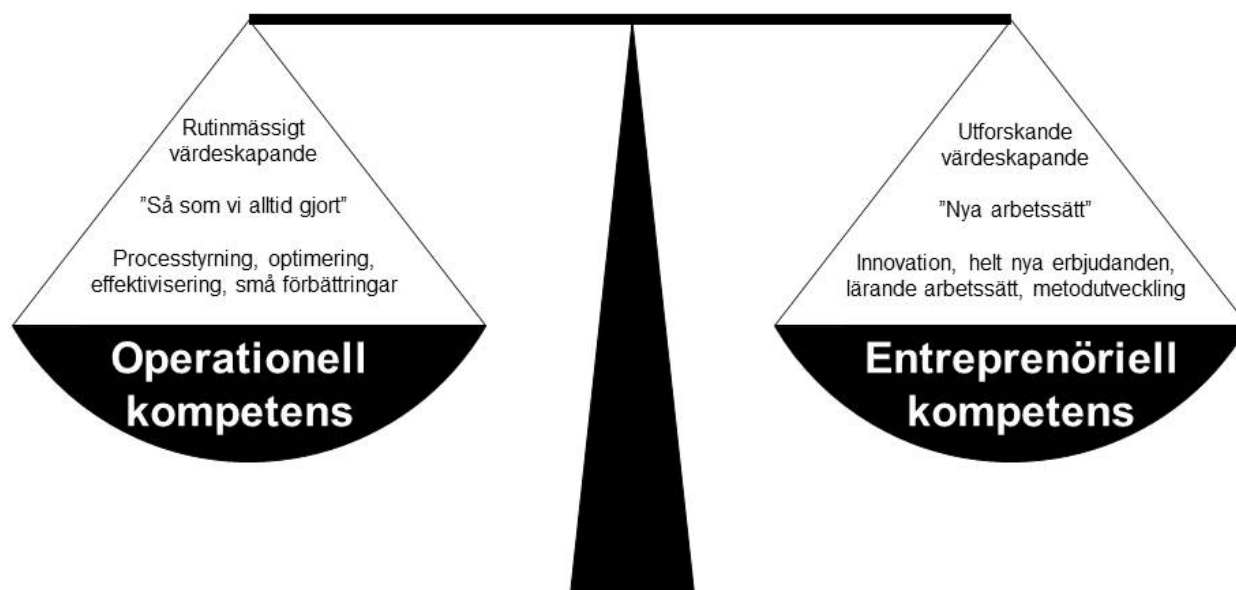 Rutinmässigt
värdeskapande
”Så som vi alltid gjort”
Processtyrning, optimering,
effektivisering, små förbättringar
Operationell
kompetens
Utforskande
värdeskapande
”Nya arbetssätt”
Innovation, helt nya erbjudanden,
lärande arbetssätt, metodutveckling
Entreprenöriell
kompetens